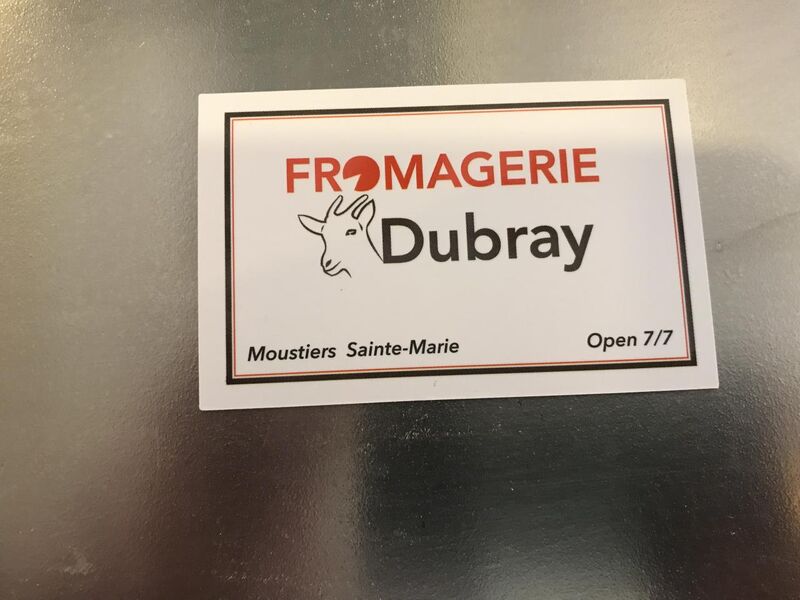 FROMAGERIE
Dubray
Moustiers Sainte-Marie
Open 7/7